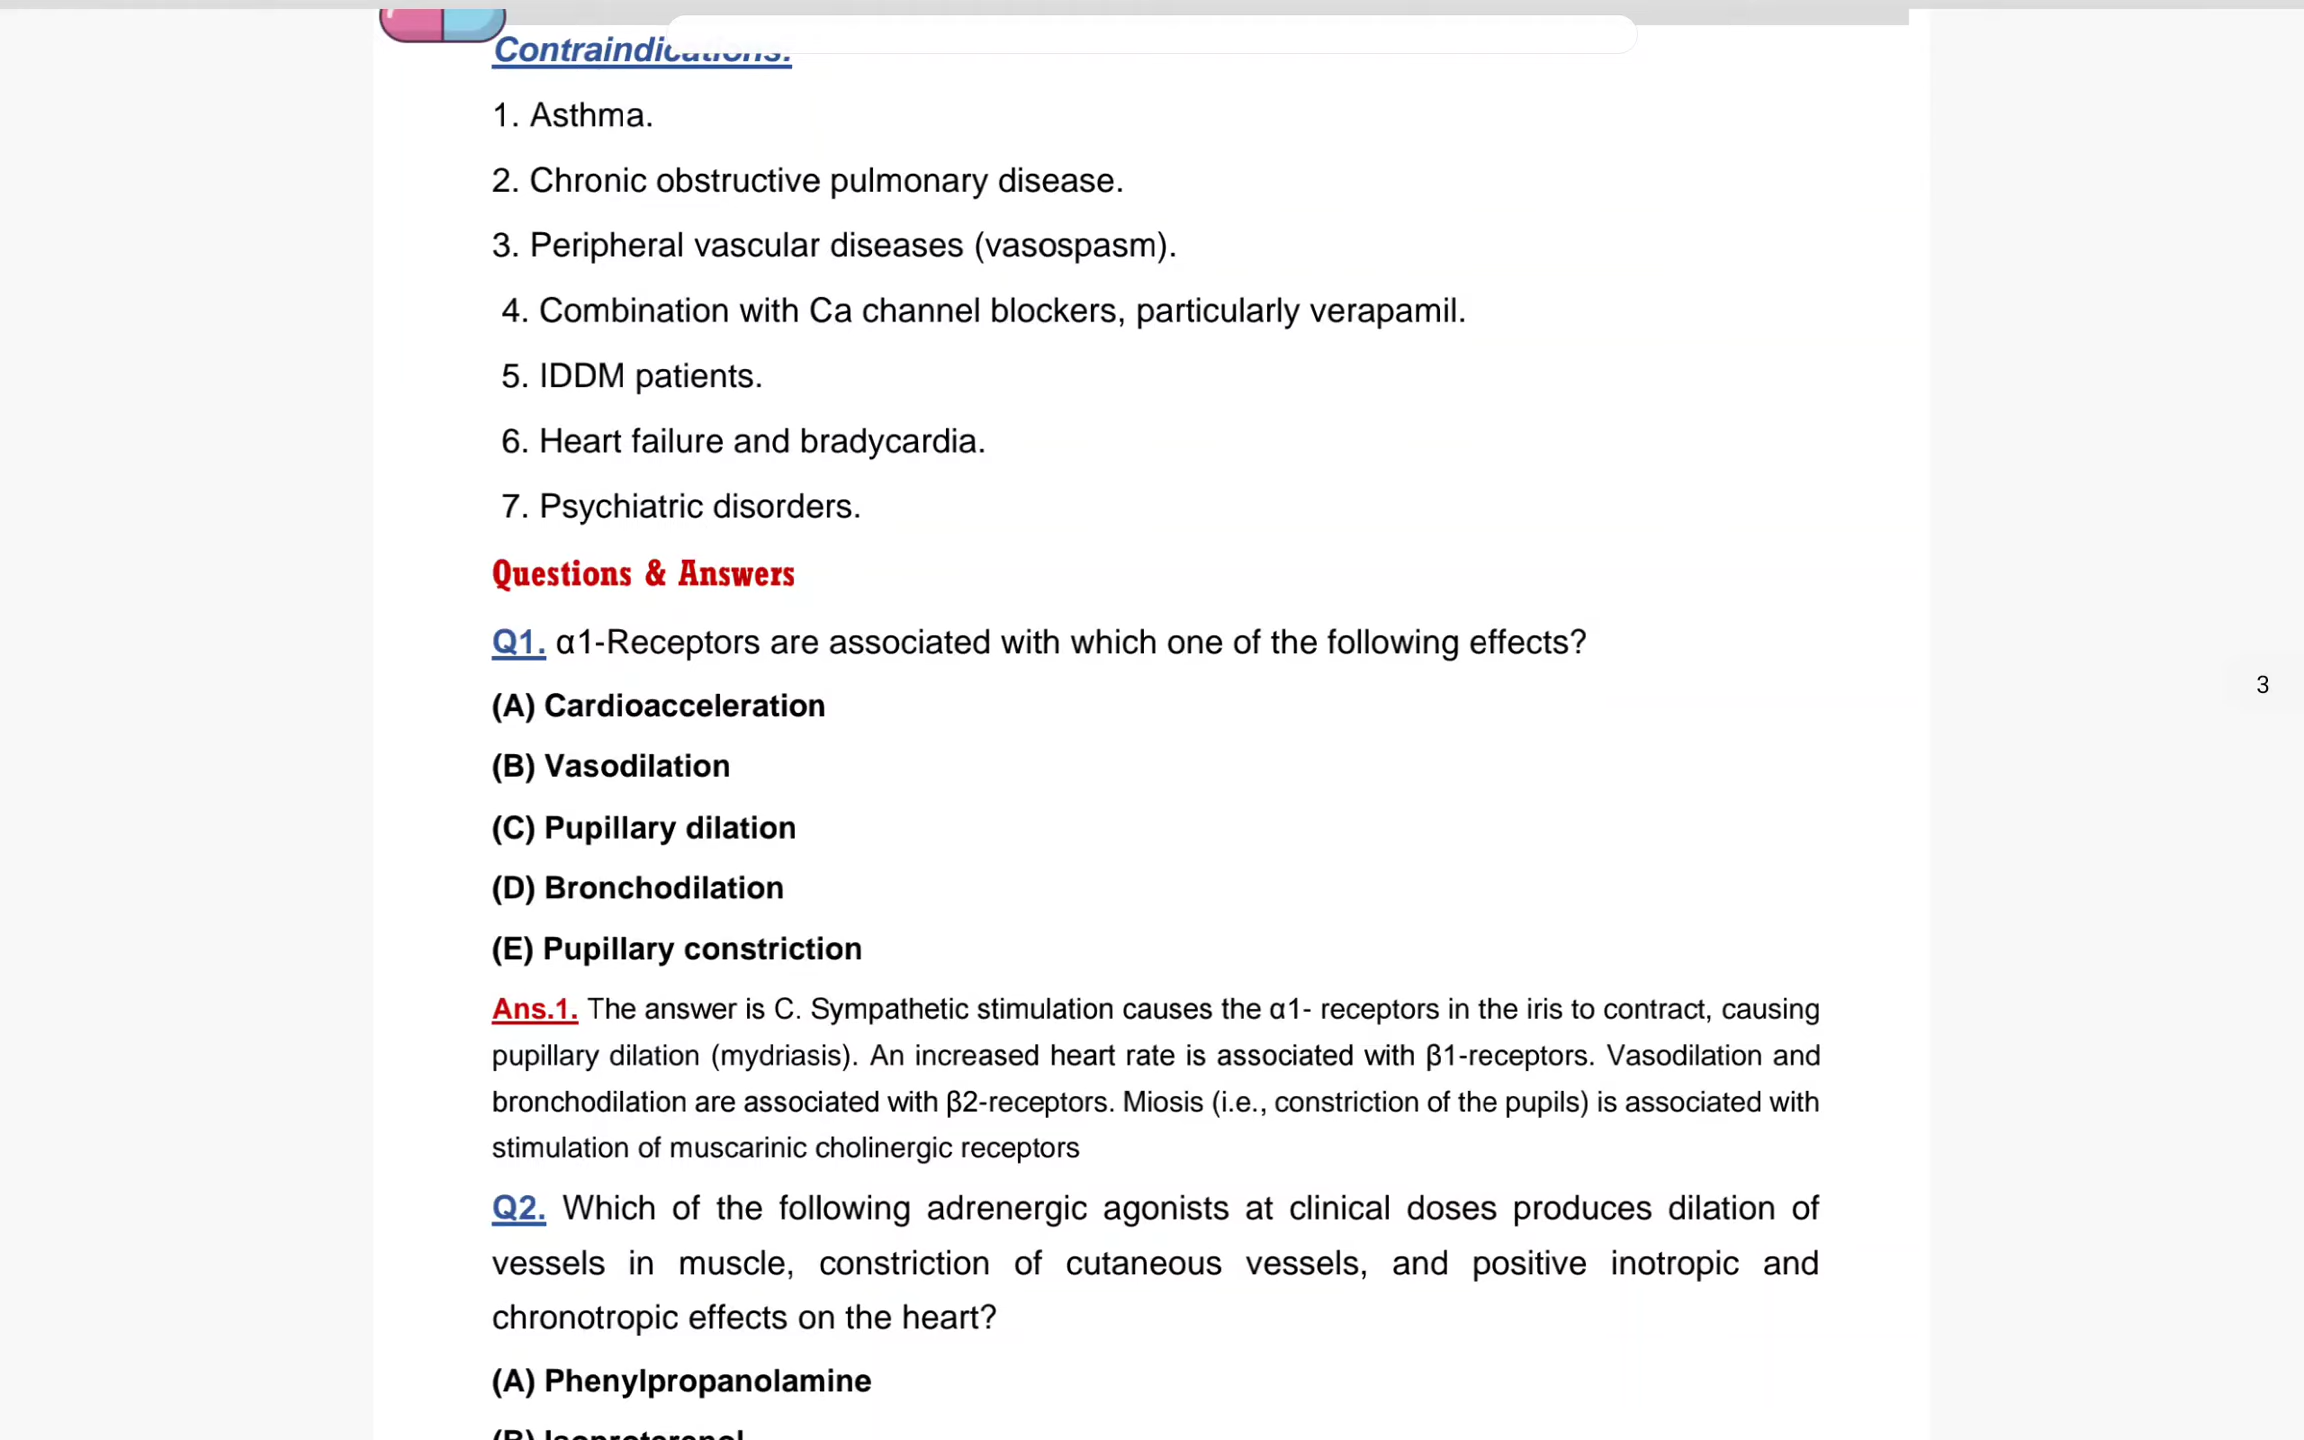 Contraindications:
1. Asthma.
2. Chronic obstructive pulmonary disease.
3. Peripheral vascular diseases (vasospasm).
4. Combination with Ca channel blockers, particularly verapamil.
5. IDDM patients.
6. Heart failure and bradycardia.
7. Psychiatric disorders.
Questions & Answers
Q1. α1-Receptors are associated with which one of the following effects?
3
(A) Cardioacceleration
(B) Vasodilation
(C) Pupillary dilation
(D) Bronchodilation
(E) Pupillary constriction
Ans.1. The answer is C. Sympathetic stimulation causes the α1- receptors in the iris to contract, causing
pupillary dilation (mydriasis). An increased heart rate is associated with β1-receptors. Vasodilation and
bronchodilation are associated with β2-receptors. Miosis (i.e., constriction of the pupils) is associated with
stimulation of muscarinic cholinergic receptors
Q2. Which of the following adrenergic agonists at clinical doses produces dilation of
vessels in muscle, constriction of cutaneous vessels, and positive inotropic and
chronotropic effects on the heart?
(A) Phenylpropanolamine
(B) Isoproterenol